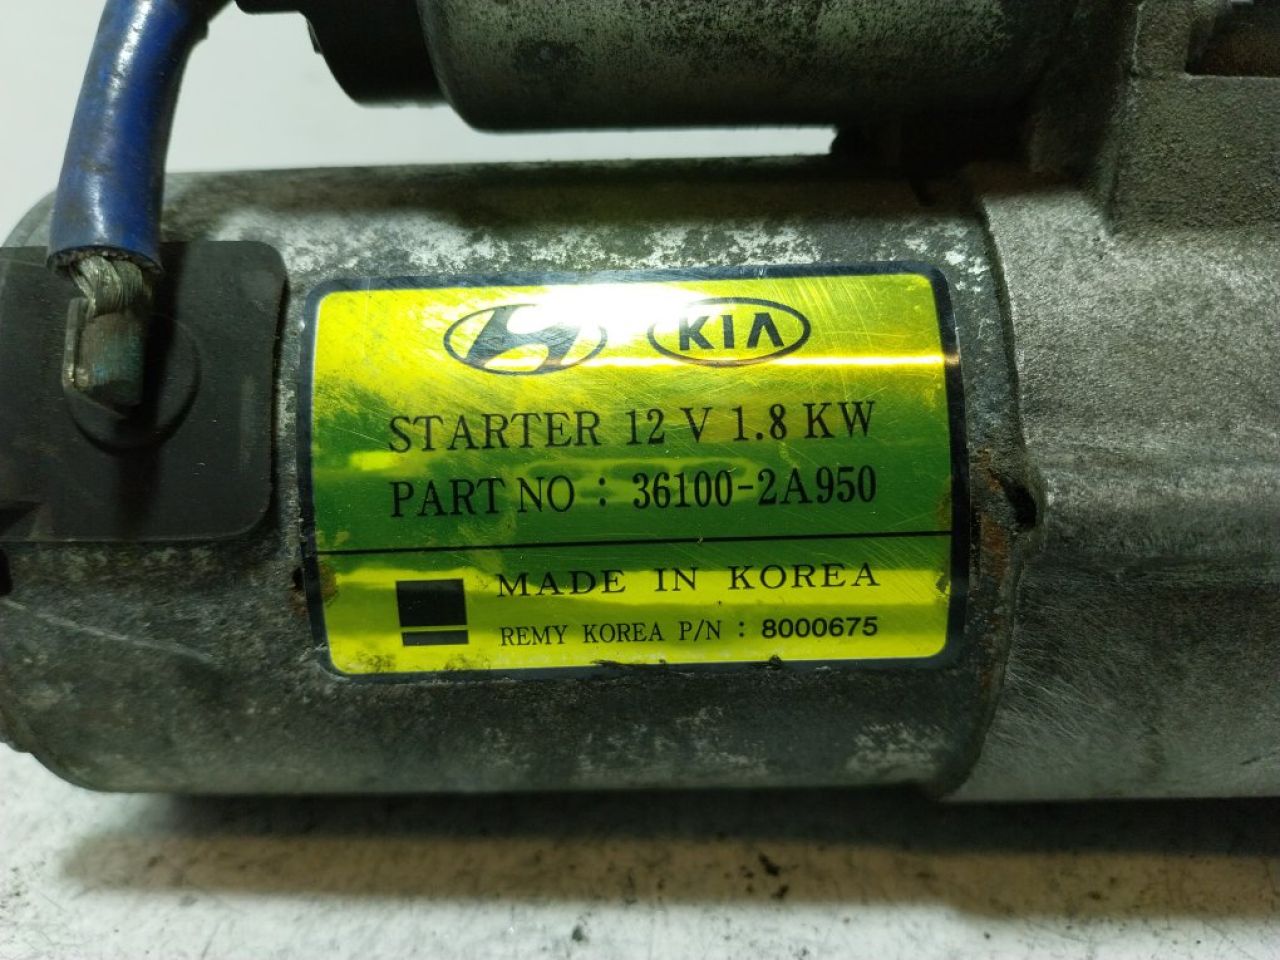 KIA
STARTER 12 V 1.8 KW
PART NO : 36100-2A950
MADE IN KOREA
REMY KOREA P/N : 8000675